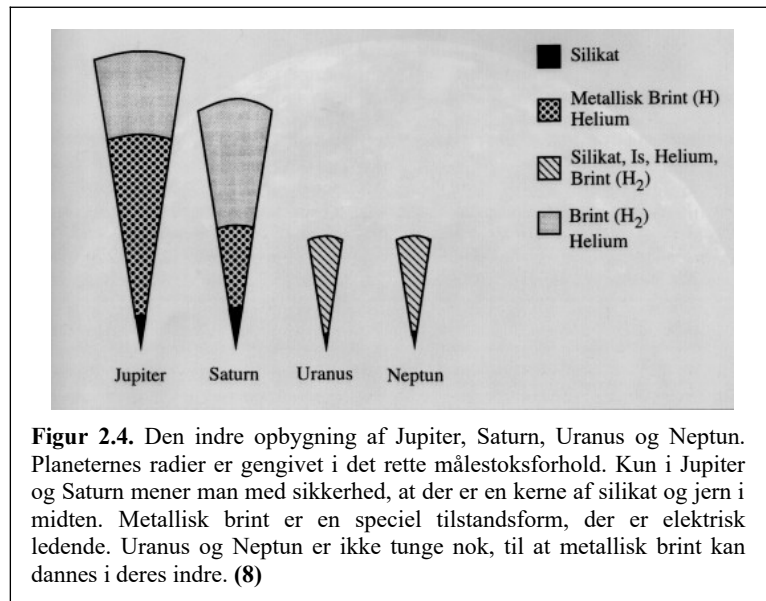 Silikat
Metallisk Brint (H)
Helium
Silikat, Is, Helium,
Brint (H₂)
Brint (H₂)
Helium
Jupiter Saturn Uranus Neptun
Figur 2.4. Den indre opbygning af Jupiter, Saturn, Uranus og Neptun.
Planeternes radier er gengivet i det rette målestoksforhold. Kun i Jupiter
og Saturn mener man med sikkerhed, at der er en kerne af silikat og jern i
midten. Metallisk brint er en speciel tilstandsform, der er elektrisk
ledende. Uranus og Neptun er ikke tunge nok, til at metallisk brint kan
dannes i deres indre. (8)